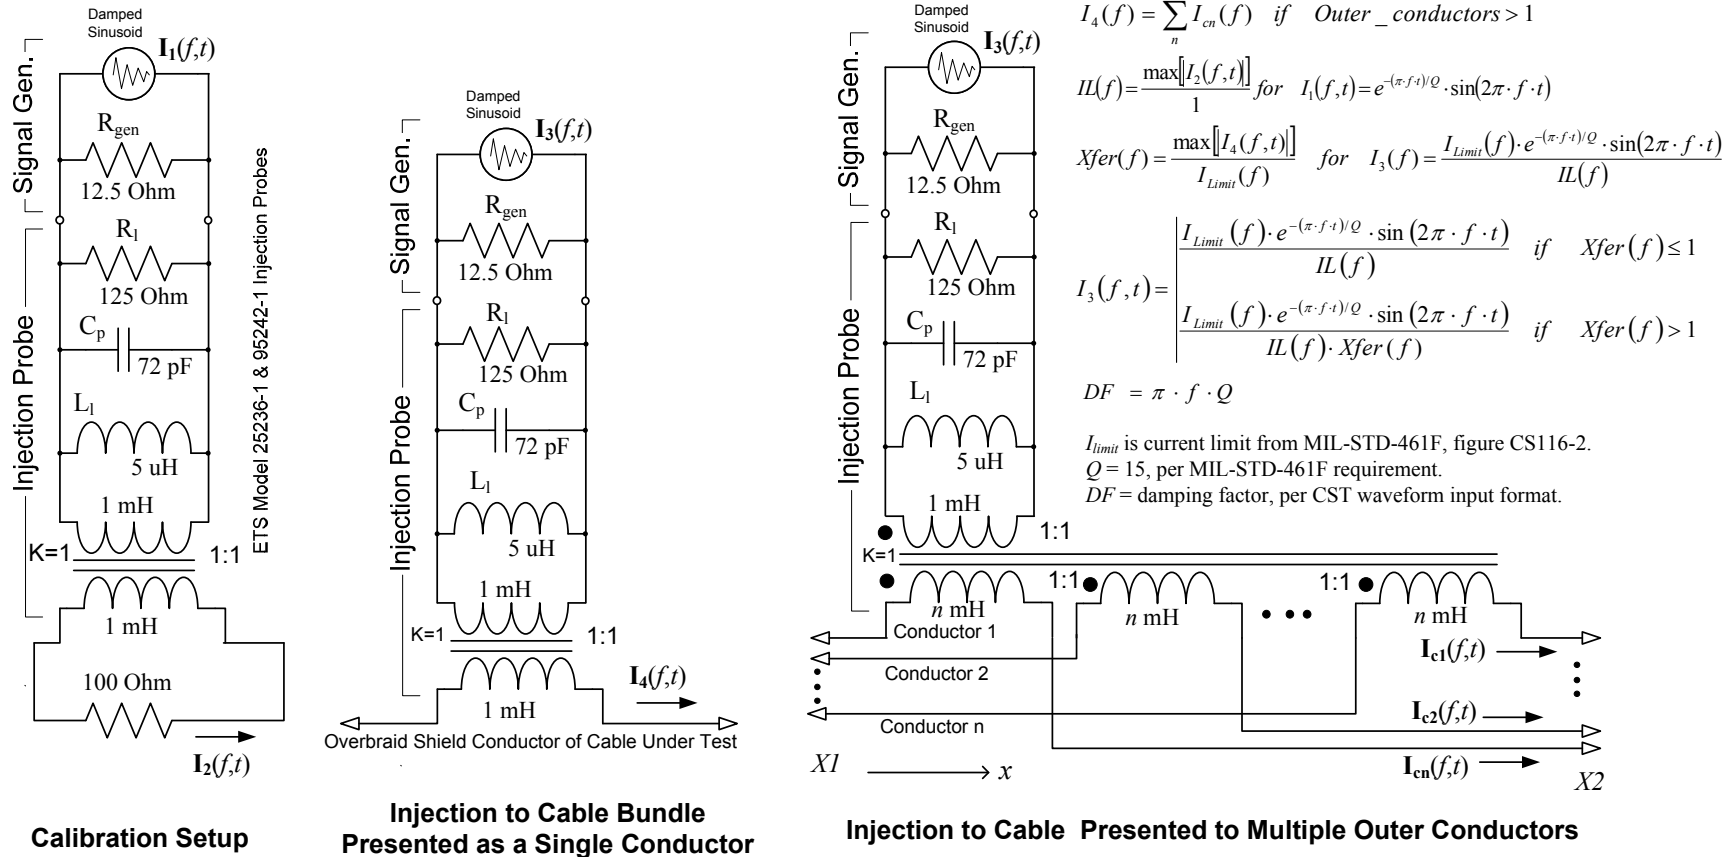 Damped
Sinusoid
I1(f,t)
Signal Gen.
Rgen
12.5 Ohm
Injection Probe
Rl
125 Ohm
Cp
72 pF
Ll
5 uH
1 mH
K=1
1:1
1 mH
100 Ohm
I2(f,t)
ETS Model 25236-1 & 95242-1 Injection Probes
Calibration Setup
Damped
Sinusoid
I3(f,t)
Signal Gen.
Rgen
12.5 Ohm
Injection Probe
Rl
125 Ohm
Cp
72 pF
Ll
5 uH
1 mH
K=1
1:1
1 mH
I4(f,t)
Overbraid Shield Conductor of Cable Under Test
Injection to Cable Bundle
Presented as a Single Conductor
Damped
Sinusoid
I3(f,t)
Signal Gen.
Rgen
12.5 Ohm
Injection Probe
Rl
125 Ohm
Cp
72 pF
Ll
5 uH
1 mH
K=1
1:1
1:1
n mH
n mH
n mH
Conductor 1
Conductor 2
Conductor n
Ic1(f,t)
Ic2(f,t)
Icn(f,t)
X1
x
X2
Injection to Cable Presented to Multiple Outer Conductors
I4(f) = ∑n Icn(f) if Outer _ conductors > 1
IL(f) = max[|I2(f,t)|] / 1 for I1(f,t) = e^(-(π·f·t)/Q) · sin(2π · f · t)
Xfer(f) = max[|I4(f,t)|] / ILimit(f) for I3(f) = ILimit(f) · e^(-(π·f·t)/Q) · sin(2π · f · t) / IL(f)
I3(f,t) =
ILimit(f) · e^(-(π·f·t)/Q) · sin(2π · f · t) / IL(f) if Xfer(f) ≤ 1
ILimit(f) · e^(-(π·f·t)/Q) · sin(2π · f · t) / IL(f) · Xfer(f) if Xfer(f) > 1
DF = π · f · Q
Ilimit is current limit from MIL-STD-461F, figure CS116-2.
Q = 15, per MIL-STD-461F requirement.
DF = damping factor, per CST waveform input format.